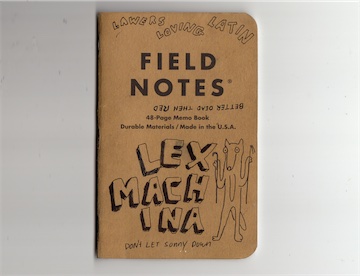 LAWERS LOVING LATIN
FIELD
NOTES®
BETTER DEAD THEN RED
48-Page Memo Book
Durable Materials / Made in the U.S.A.
LEX
MACH
INA
DON'T LET SONNY DOWN